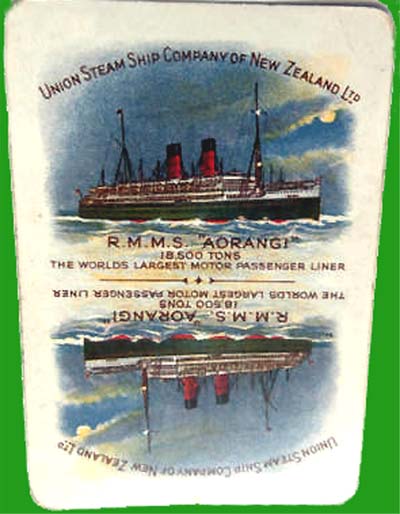 UNION STEAM SHIP COMPANY OF NEW ZEALAND LTD
R.M.M.S. "AORANGI"
18,500 TONS
THE WORLDS LARGEST MOTOR PASSENGER LINER
THE WORLDS LARGEST MOTOR PASSENGER LINER
18,500 TONS
R.M.M.S. "AORANGI"
UNION STEAM SHIP COMPANY OF NEW ZEALAND LTD